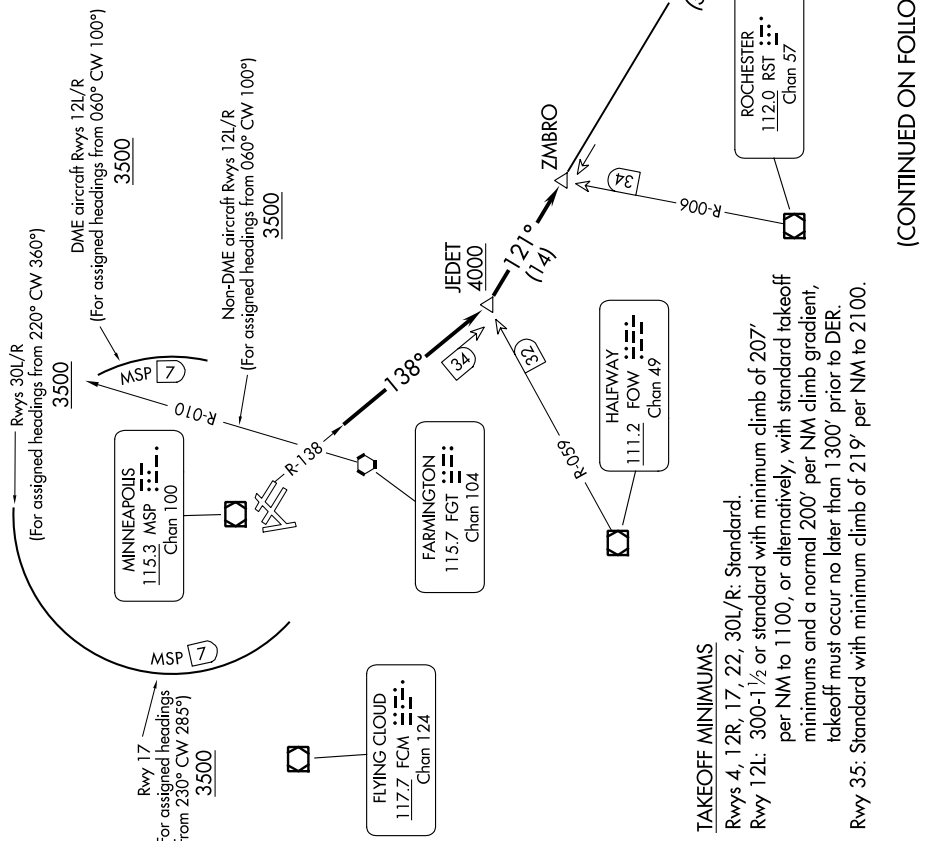 Rwys 30L/R
(For assigned headings from 220° CW 360°)
3500
DME aircraft Rwys 12L/R
(For assigned headings from 060° CW 100°)
3500
Non-DME aircraft Rwys 12L/R
(For assigned headings from 060° CW 100°)
3500
Rwy 17
For assigned headings
from 230° CW 285°)
3500
MSP 7
MSP 7
R-010
MINNEAPOLIS
115.3 MSP
Chan 100
R-138
138°
FARMINGTON
115.7 FGT
Chan 104
FLYING CLOUD
117.7 FCM
Chan 124
JEDET
4000
34
32
R-059
HALFWAY
111.2 FOW
Chan 49
121°
(14)
ZMBRO
34
R-006
ROCHESTER
112.0 RST
Chan 57
TAKEOFF MINIMUMS
Rwys 4, 12R, 17, 22, 30L/R: Standard.
Rwy 12L: 300-1½ or standard with minimum climb of 207'
per NM to 1100, or alternatively, with standard takeoff
minimums and a normal 200' per NM climb gradient,
takeoff must occur no later than 1300' prior to DER.
Rwy 35: Standard with minimum climb of 219' per NM to 2100.
(CONTINUED ON FOLLO